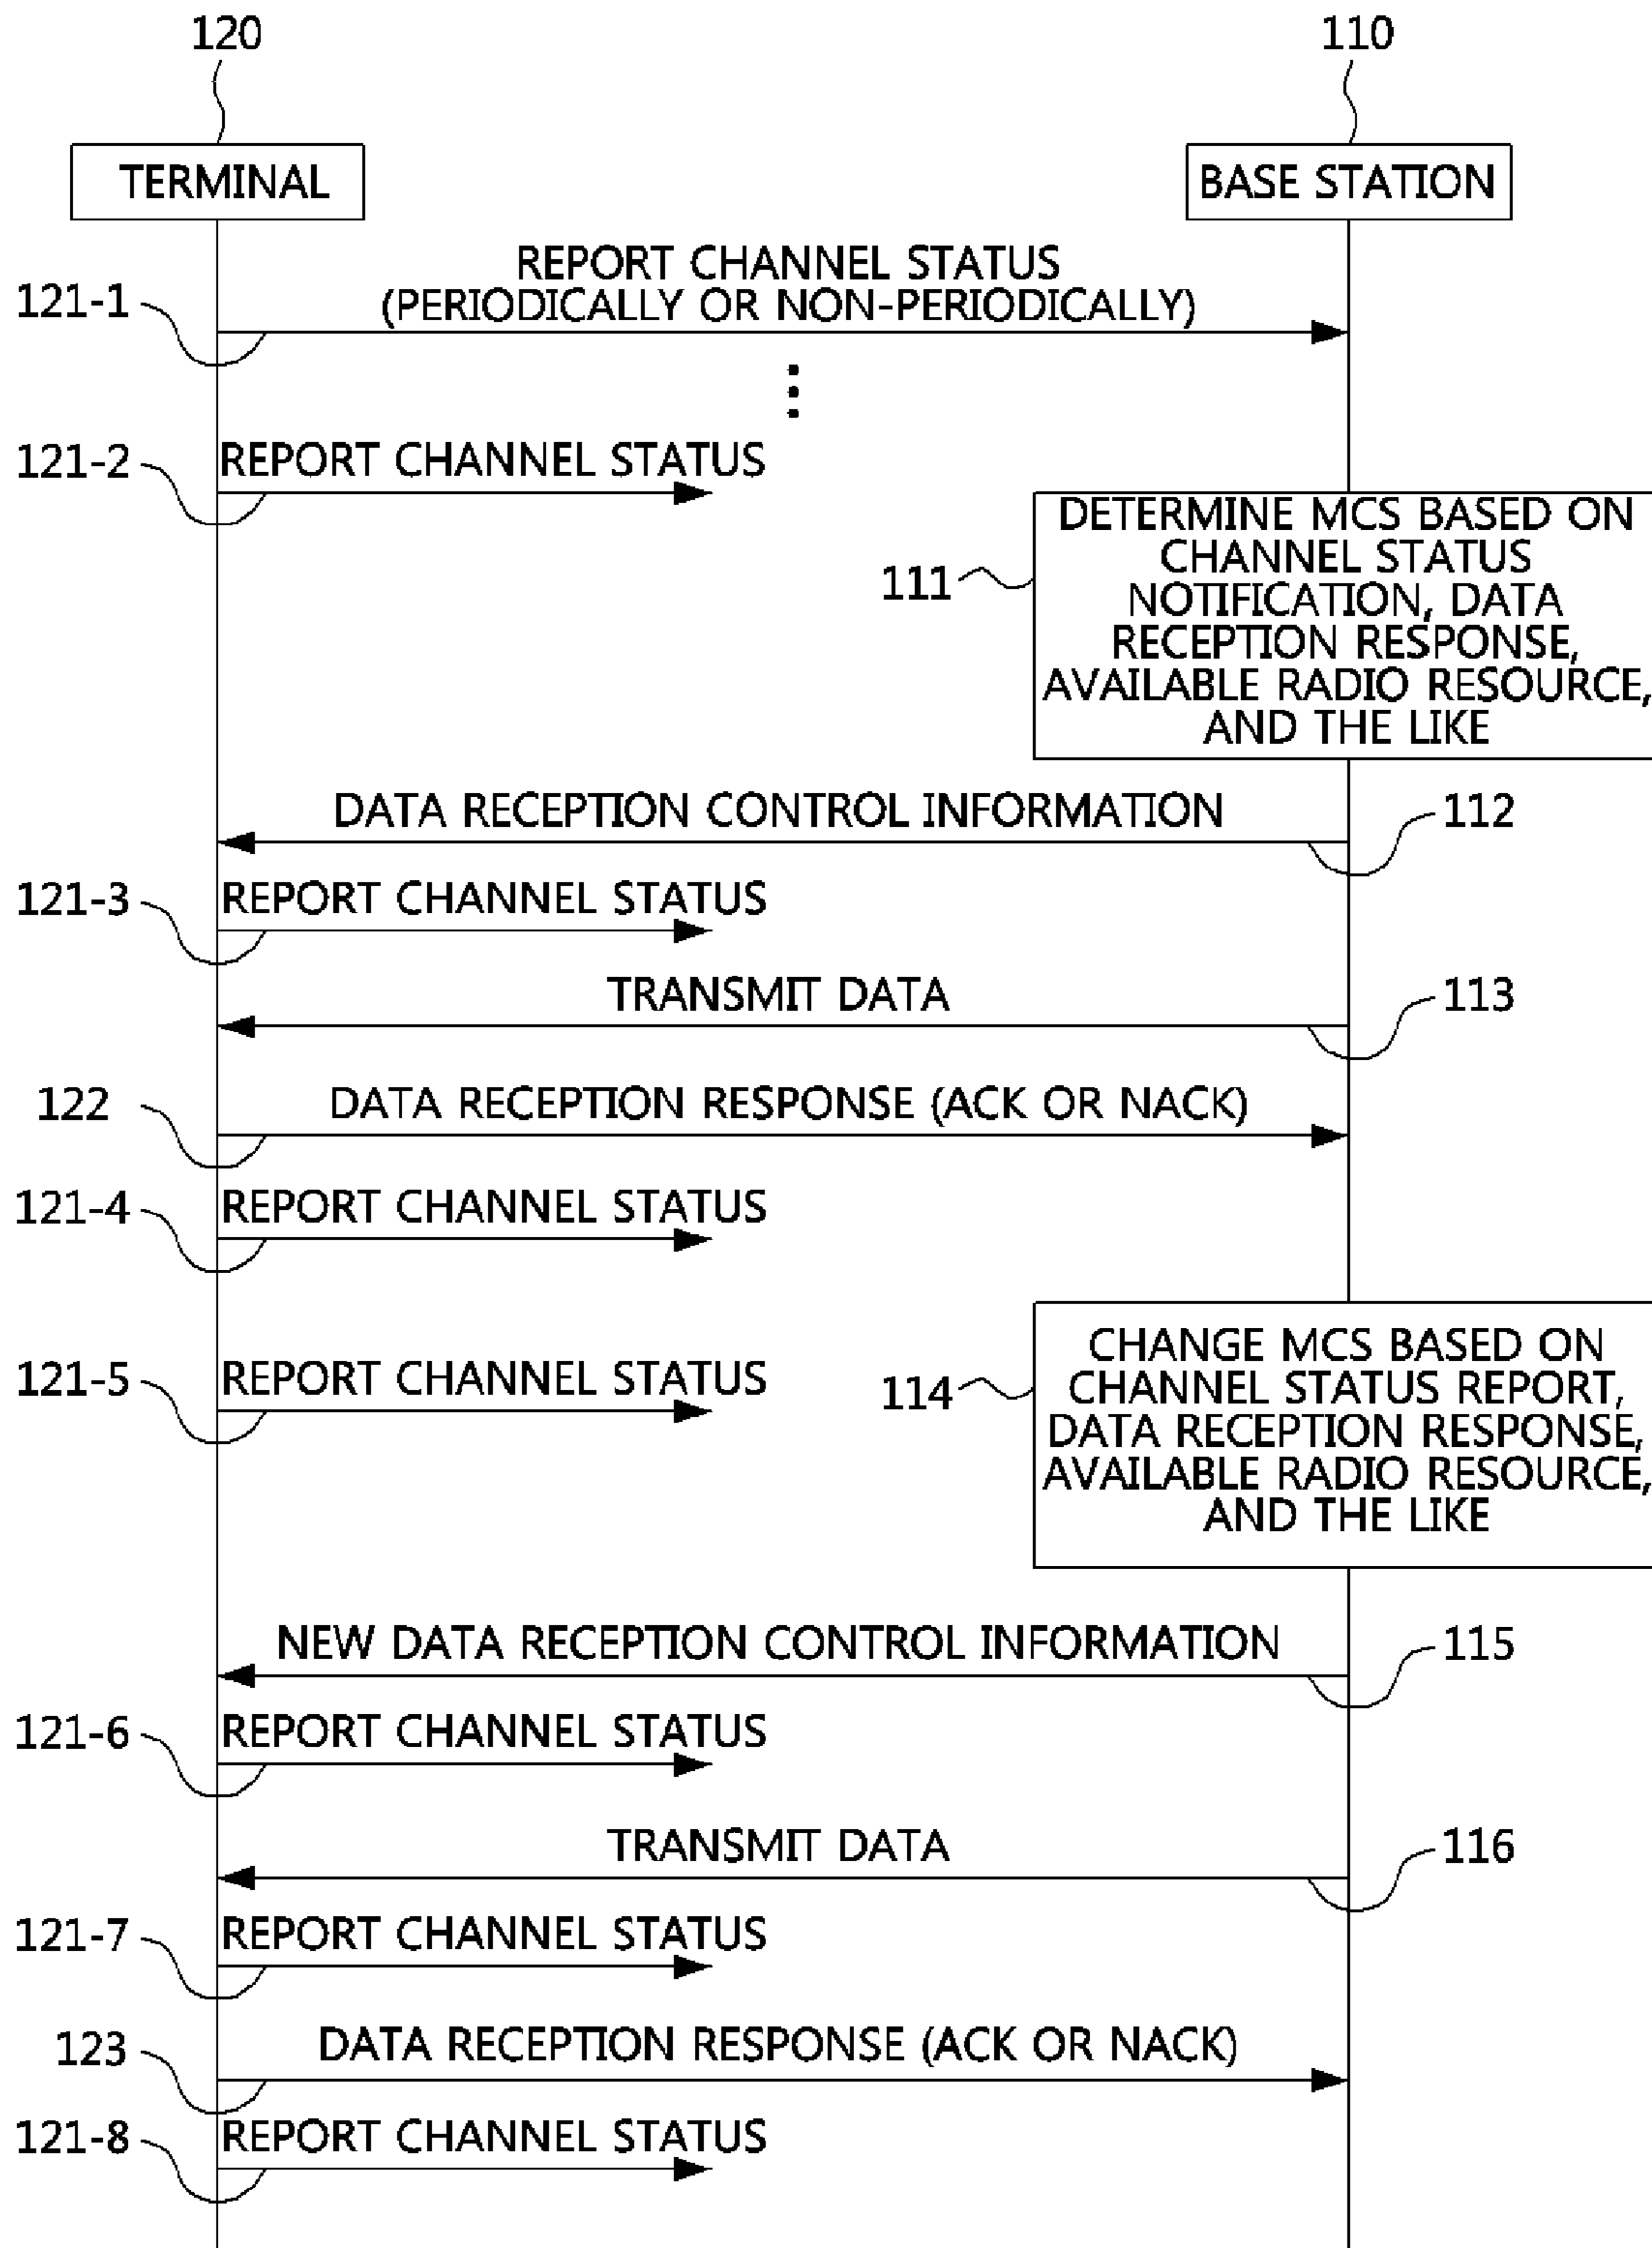 120
110
TERMINAL
BASE STATION
REPORT CHANNEL STATUS
(PERIODICALLY OR NON-PERIODICALLY)
121-1
121-2
REPORT CHANNEL STATUS
DETERMINE MCS BASED ON
CHANNEL STATUS
NOTIFICATION, DATA
RECEPTION RESPONSE,
AVAILABLE RADIO RESOURCE,
AND THE LIKE
111
DATA RECEPTION CONTROL INFORMATION
112
121-3
REPORT CHANNEL STATUS
TRANSMIT DATA
113
122
DATA RECEPTION RESPONSE (ACK OR NACK)
121-4
REPORT CHANNEL STATUS
CHANGE MCS BASED ON
CHANNEL STATUS REPORT,
DATA RECEPTION RESPONSE,
AVAILABLE RADIO RESOURCE,
AND THE LIKE
114
121-5
REPORT CHANNEL STATUS
NEW DATA RECEPTION CONTROL INFORMATION
115
121-6
REPORT CHANNEL STATUS
TRANSMIT DATA
116
121-7
REPORT CHANNEL STATUS
123
DATA RECEPTION RESPONSE (ACK OR NACK)
121-8
REPORT CHANNEL STATUS